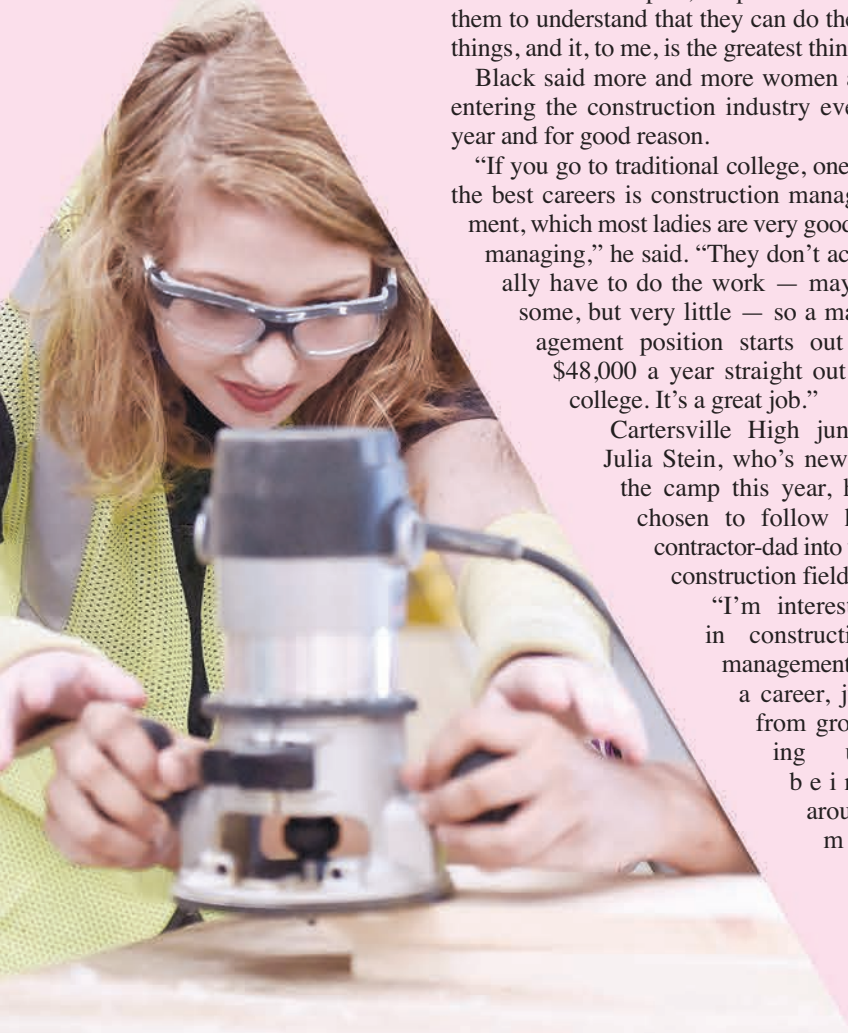 them to understand that they can do the
things, and it, to me, is the greatest thin
Black said more and more women a
entering the construction industry eve
year and for good reason.
“If you go to traditional college, one
the best careers is construction manag
ment, which most ladies are very good
managing,” he said. “They don’t ac
ally have to do the work — may
some, but very little — so a ma
agement position starts out
$48,000 a year straight out
college. It’s a great job.”
Cartersville High jun
Julia Stein, who’s new
the camp this year, h
chosen to follow h
contractor-dad into
construction field
“I’m interest
in constructi
management
a career, j
from gro
ing u
bein
arou
m